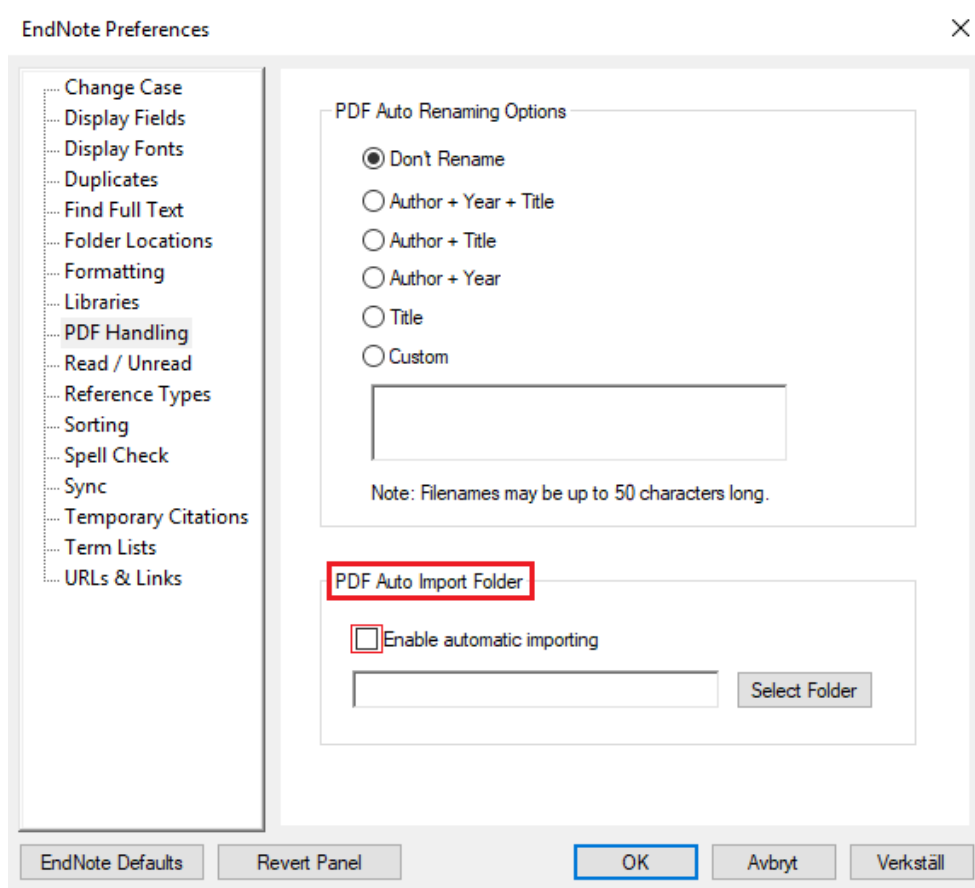 EndNote Preferences
Change Case
Display Fields
Display Fonts
Duplicates
Find Full Text
Folder Locations
Formatting
Libraries
PDF Handling
Read / Unread
Reference Types
Sorting
Spell Check
Sync
Temporary Citations
Term Lists
URLs & Links
PDF Auto Renaming Options
Don't Rename
Author + Year + Title
Author + Title
Author + Year
Title
Custom
Note: Filenames may be up to 50 characters long.
PDF Auto Import Folder
Enable automatic importing
Select Folder
EndNote Defaults
Revert Panel
OK
Avbryt
Verkställ